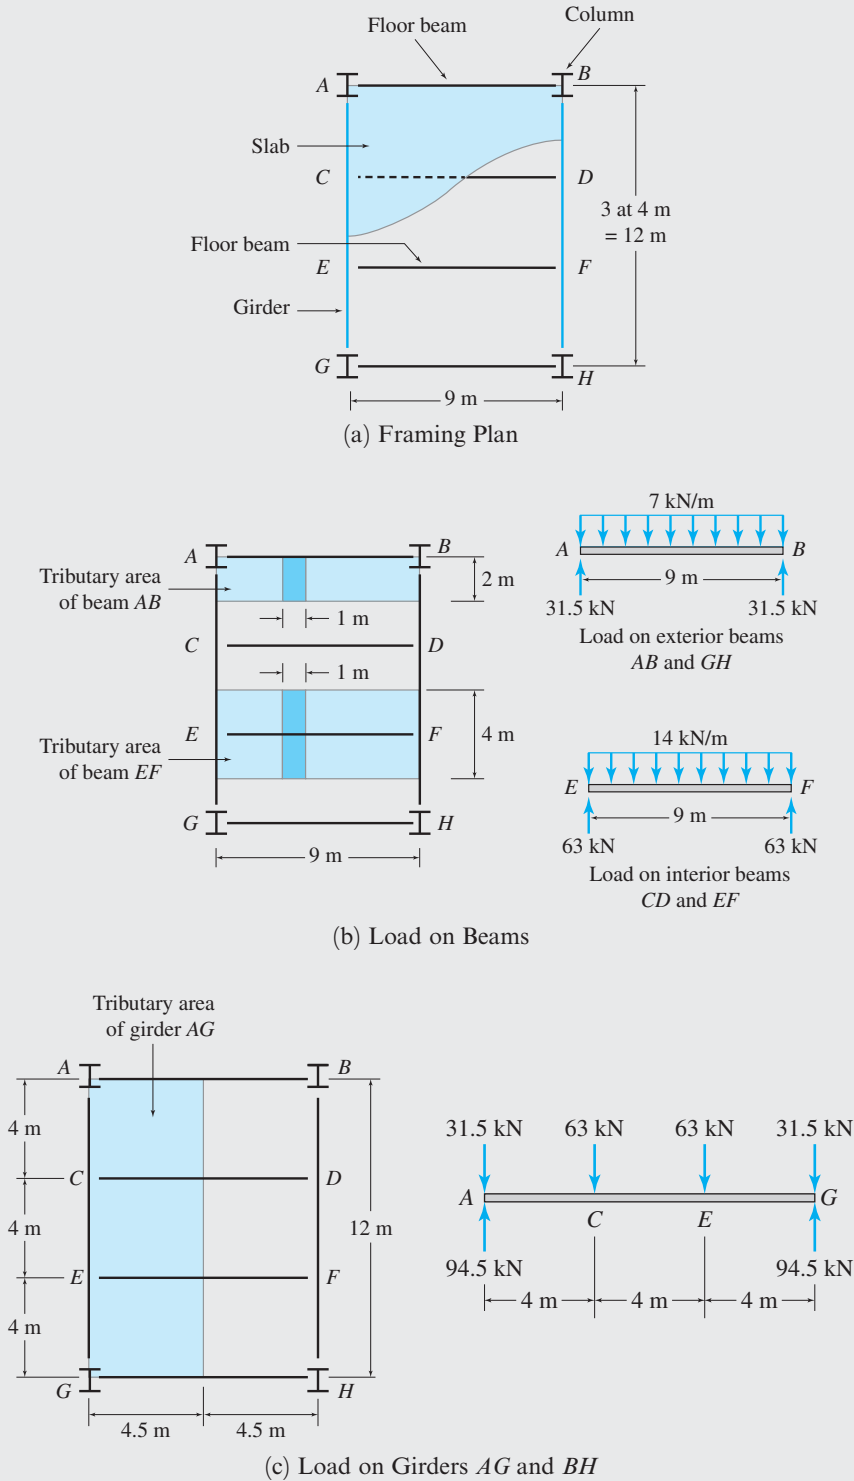 Floor beam
Column
A
B
Slab
C
D
3 at 4 m
= 12 m
Floor beam
E
F
Girder
G
H
9 m
(a) Framing Plan
A
B
Tributary area
of beam AB
2 m
1 m
C
D
1 m
Tributary area
of beam EF
E
F
4 m
G
H
9 m
7 kN/m
A
B
9 m
31.5 kN
31.5 kN
Load on exterior beams
AB and GH
14 kN/m
E
F
9 m
63 kN
63 kN
Load on interior beams
CD and EF
(b) Load on Beams
Tributary area
of girder AG
A
B
4 m
C
D
4 m
12 m
E
F
4 m
G
H
4.5 m
4.5 m
31.5 kN
63 kN
63 kN
31.5 kN
A
G
C
E
94.5 kN
94.5 kN
4 m
4 m
4 m
(c) Load on Girders AG and BH